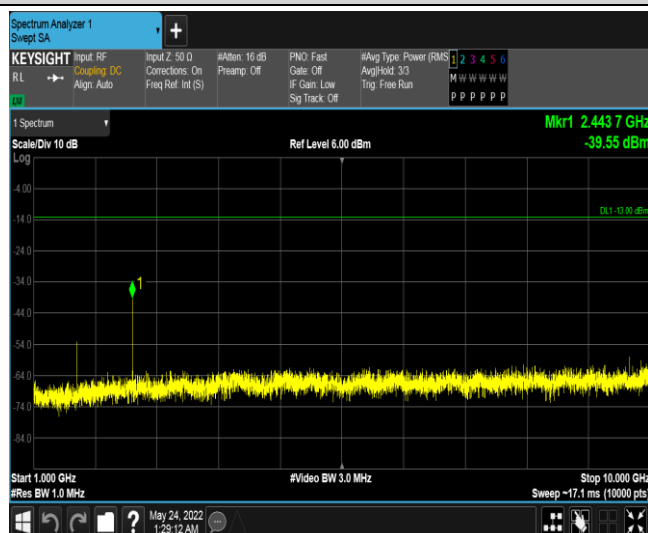 Spectrum Analyzer 1
Swept SA
KEYSIGHT
RL
Input: RF
Coupling: DC
Align: Auto
Input Z: 50 Ω
Corrections: On
Freq Ref: Int (S)
#Atten: 16 dB
Preamp: Off
PNO: Fast
Gate: Off
IF Gain: Low
Sig Track: Off
#Avg Type: Power (RMS
Avg|Hold: 3/3
Trig: Free Run
1 2 3 4 5 6
M W W W W W
P P P P P P
1 Spectrum
Mkr1 2.443 7 GHz
Scale/Div 10 dB
Ref Level 6.00 dBm
-39.55 dBm
Log
-4.00
DL1 -13.00 dBm
-14.0
-24.0
-34.0
1
-44.0
-54.0
-64.0
-74.0
-84.0
Start 1.000 GHz
#Video BW 3.0 MHz
Stop 10.000 GHz
#Res BW 1.0 MHz
Sweep ~17.1 ms (10000 pts)
?
May 24, 2022
1:29:12 AM